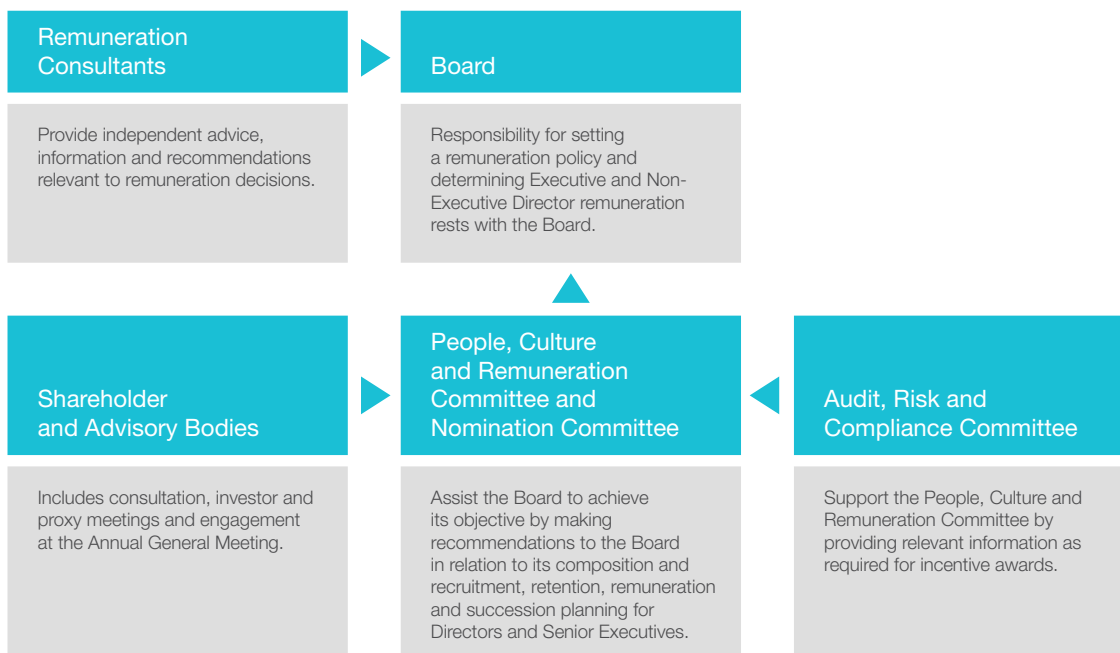 Remuneration
Consultants
Provide independent advice,
information and recommendations
relevant to remuneration decisions.
Board
Responsibility for setting
a remuneration policy and
determining Executive and Non-
Executive Director remuneration
rests with the Board.
Shareholder
and Advisory Bodies
Includes consultation, investor and
proxy meetings and engagement
at the Annual General Meeting.
People, Culture
and Remuneration
Committee and
Nomination Committee
Assist the Board to achieve
its objective by making
recommendations to the Board
in relation to its composition and
recruitment, retention, remuneration
and succession planning for
Directors and Senior Executives.
Audit, Risk and
Compliance Committee
Support the People, Culture and
Remuneration Committee by
providing relevant information as
required for incentive awards.